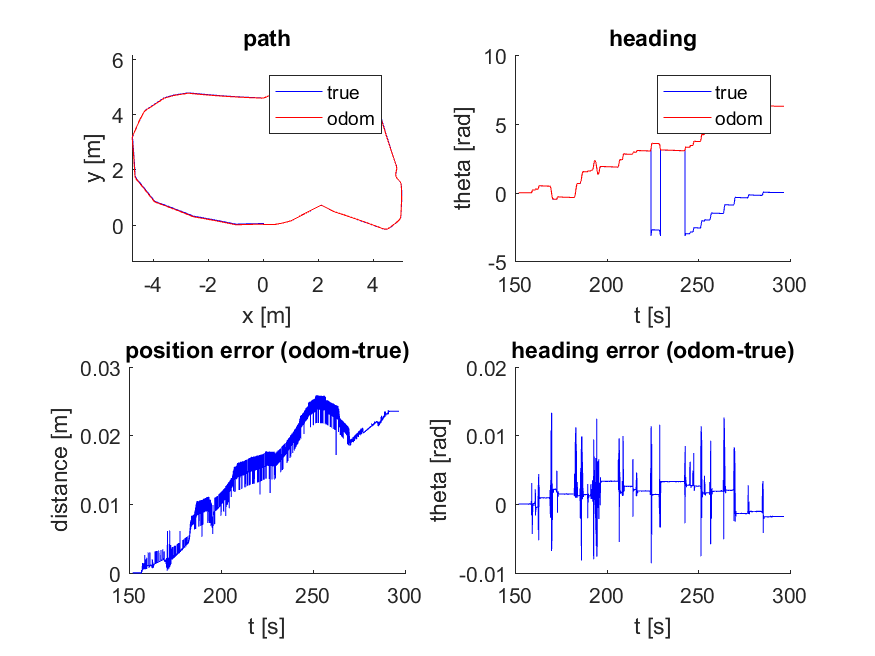 path
6
4
2
0
y [m]
-4
-2
0
2
4
x [m]
true
odom
heading
10
5
0
-5
theta [rad]
150
200
250
300
t [s]
true
odom
position error (odom-true)
0.03
0.02
0.01
0
distance [m]
150
200
250
300
t [s]
heading error (odom-true)
0.02
0.01
0
-0.01
theta [rad]
150
200
250
300
t [s]